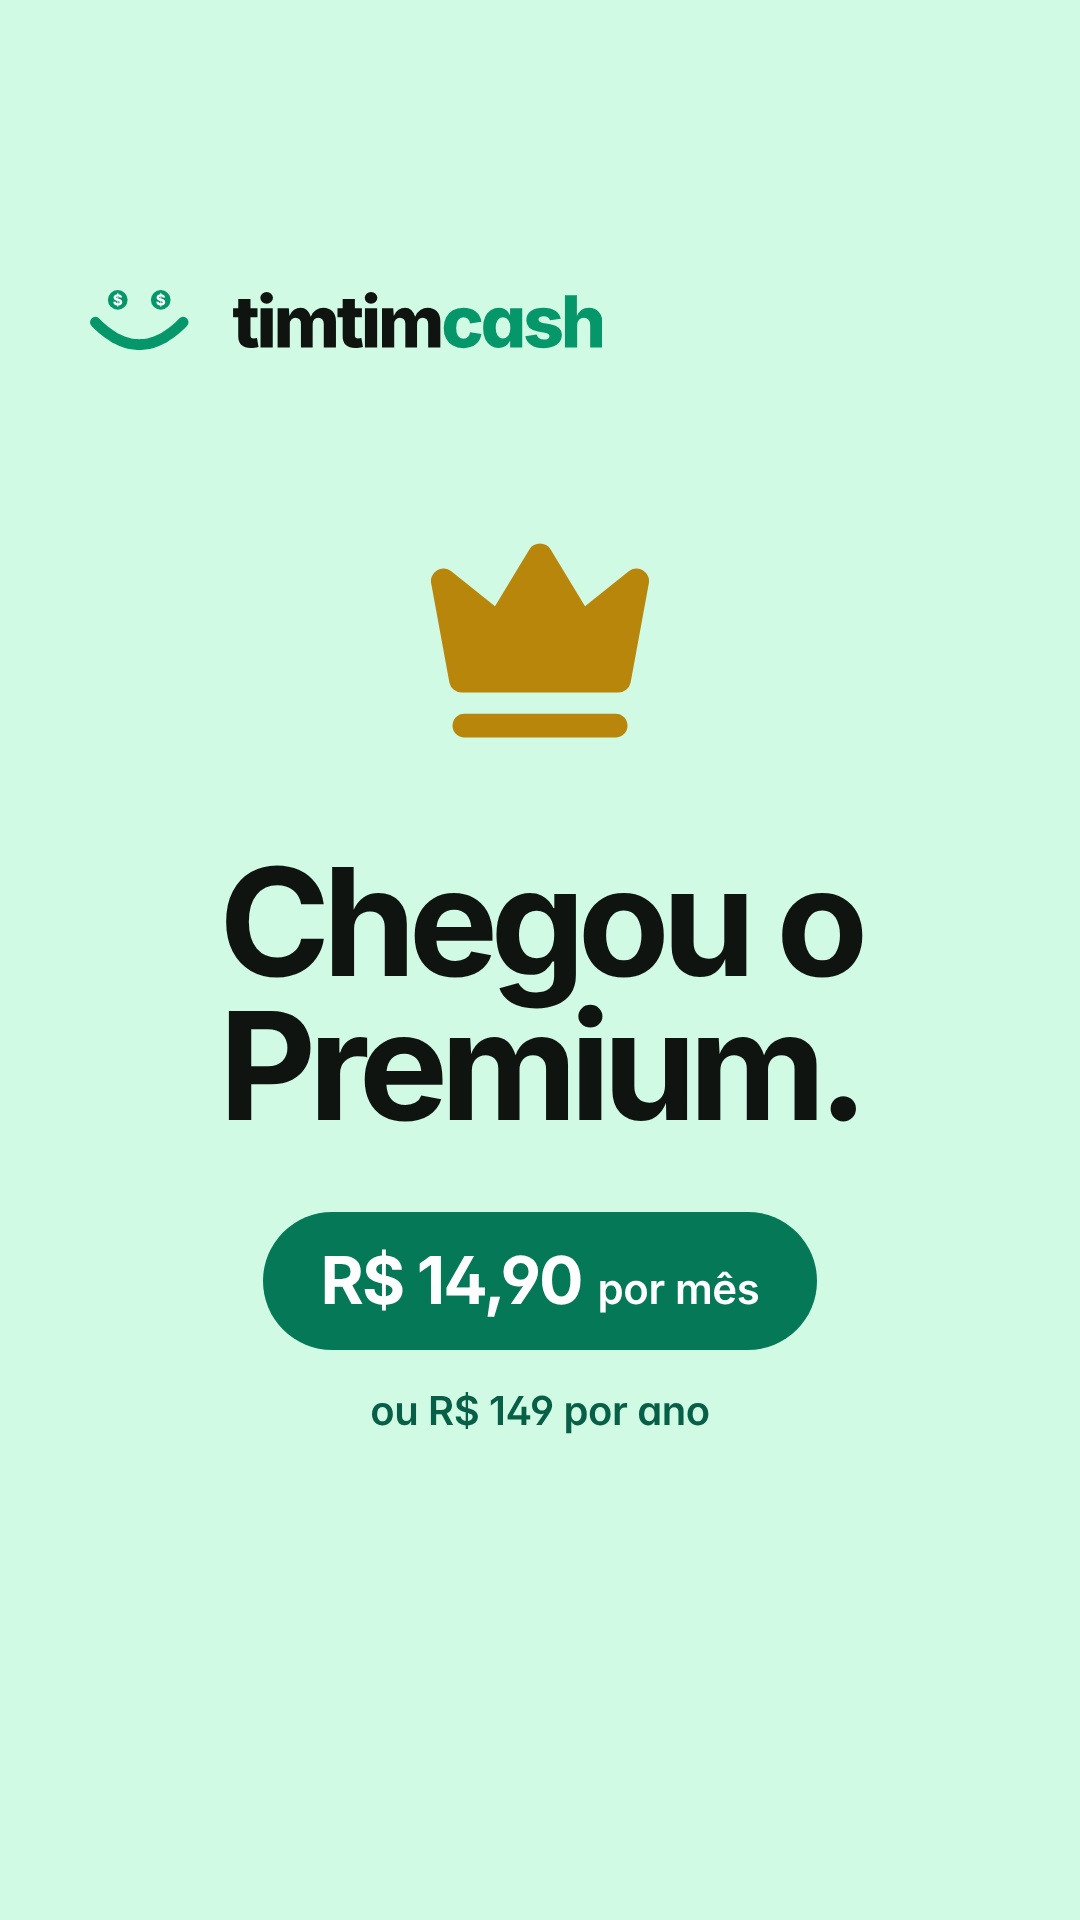 $ $ timtimcash
Chegou o
Premium.
R$ 14,90 por mês
ou R$ 149 por ano